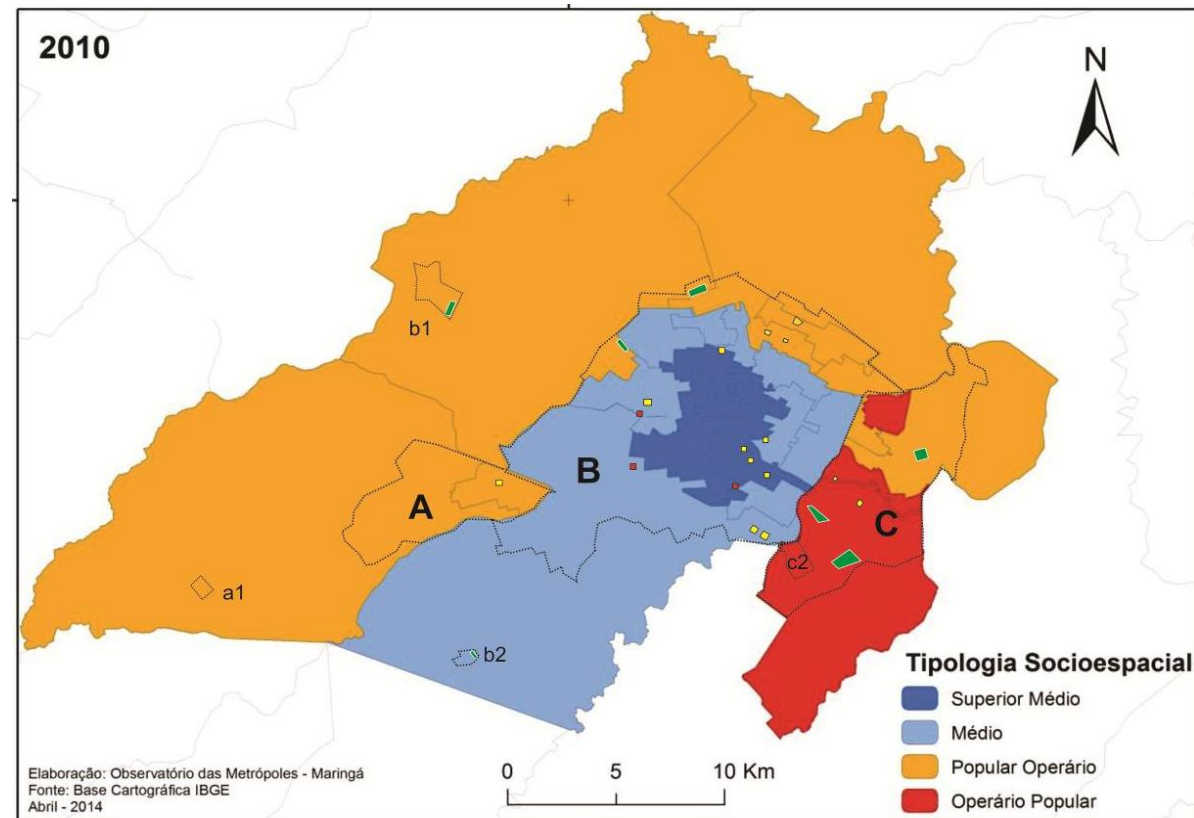 2010
N
b1
A
B
C
a1
c2
b2
Tipologia Socioespacial
Superior Médio
Médio
Popular Operário
Operário Popular
0 5 10 Km
Elaboração: Observatório das Metrópoles - Maringá
Fonte: Base Cartográfica IBGE
Abril - 2014